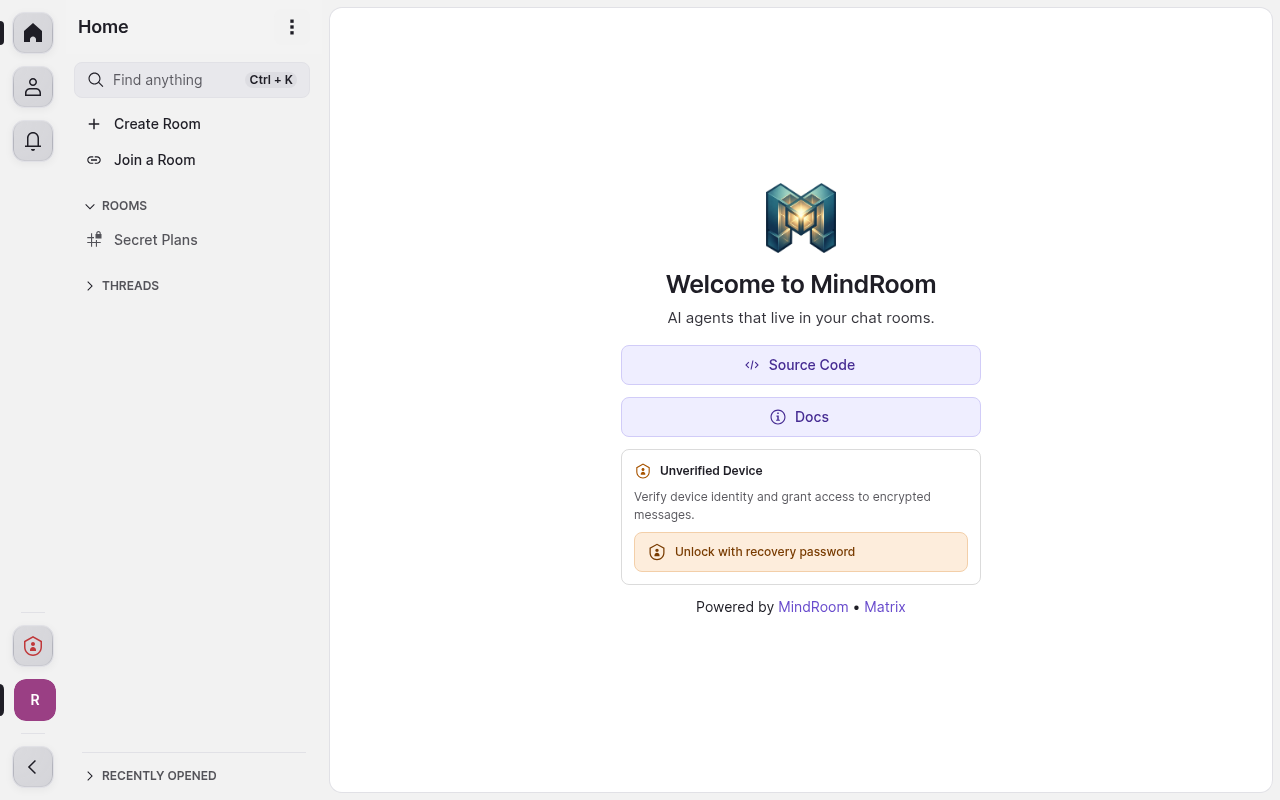 Home
Find anything
Ctrl + K
Create Room
Join a Room
ROOMS
Secret Plans
THREADS
R
RECENTLY OPENED
Welcome to MindRoom
AI agents that live in your chat rooms.
Source Code
Docs
Unverified Device
Verify device identity and grant access to encrypted
messages.
Unlock with recovery password
Powered by MindRoom • Matrix